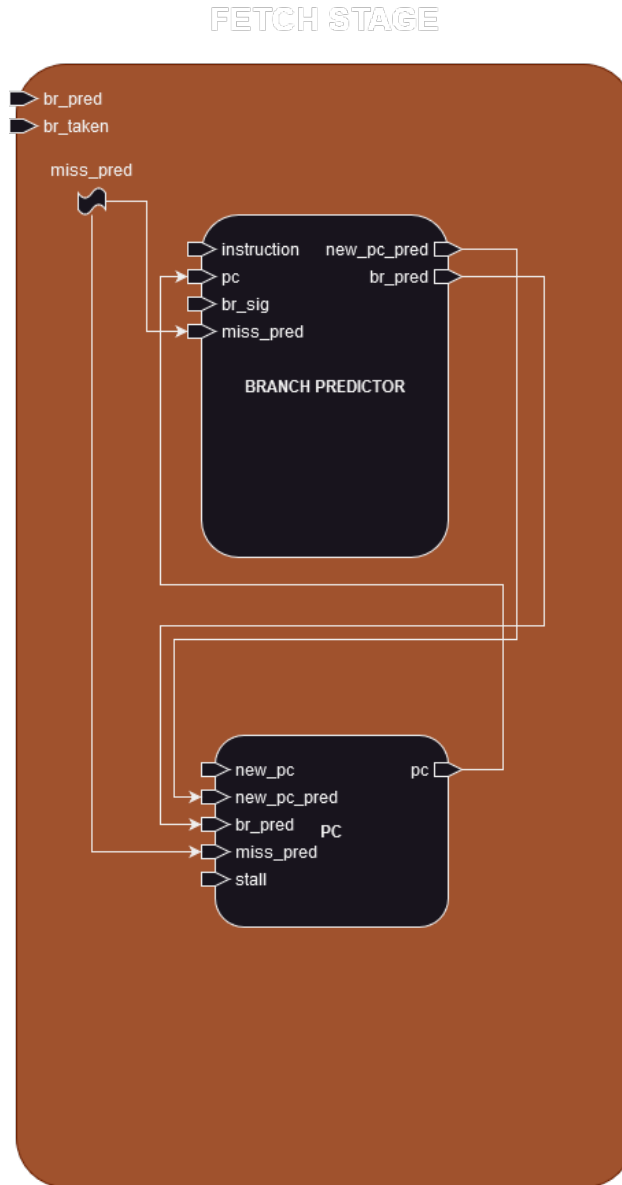 FETCH STAGE
br_pred
br_taken
miss_pred
instruction
new_pc_pred
pc
br_pred
br_sig
miss_pred
BRANCH PREDICTOR
new_pc
pc
new_pc_pred
br_pred
PC
miss_pred
stall